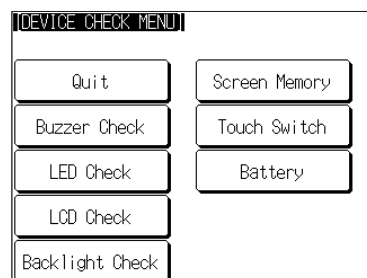 [DEVICE CHECK MENU]
Quit
Screen Memory
Buzzer Check
Touch Switch
LED Check
Battery
LCD Check
Backlight Check